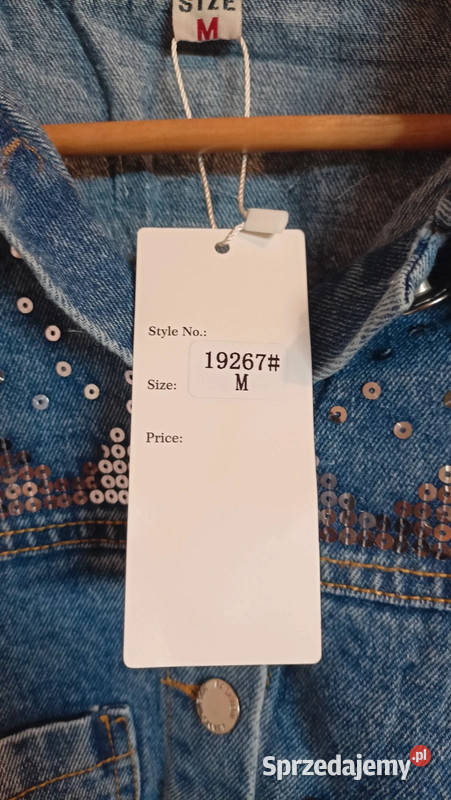 SIZE
M
Style No.:
19267#
Size:
M
Price:
Sprzedajemy.pl